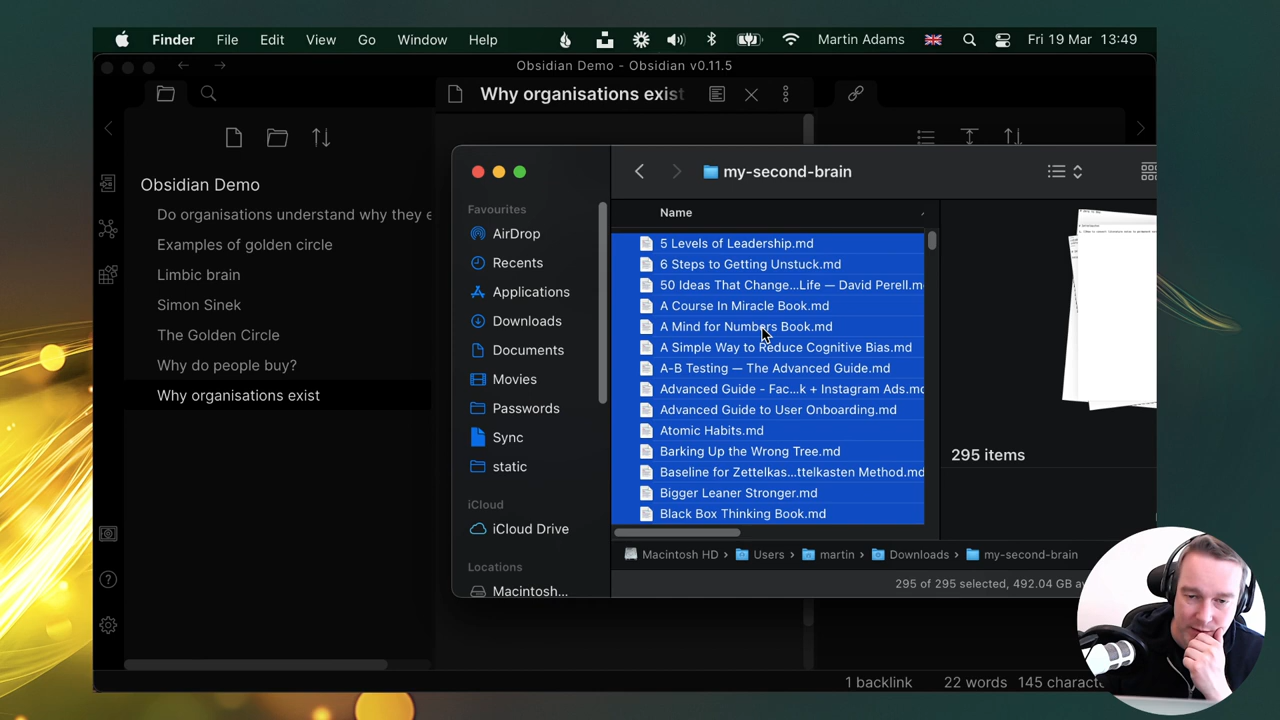 Finder File Edit View Go Window Help Martin Adams Fri 19 Mar 13:49
Obsidian Demo - Obsidian v0.11.5
Why organisations exist
Obsidian Demo
Do organisations understand why they e
Examples of golden circle
Limbic brain
Simon Sinek
The Golden Circle
Why do people buy?
Why organisations exist
my-second-brain
Favourites
AirDrop
Recents
Applications
Downloads
Documents
Movies
Passwords
Sync
static
iCloud
iCloud Drive
Locations
Macintosh...
Name
5 Levels of Leadership.md
6 Steps to Getting Unstuck.md
50 Ideas That Change...Life — David Perell.m
A Course In Miracle Book.md
A Mind for Numbers Book.md
A Simple Way to Reduce Cognitive Bias.md
A-B Testing — The Advanced Guide.md
Advanced Guide - Fac...k + Instagram Ads.md
Advanced Guide to User Onboarding.md
Atomic Habits.md
Barking Up the Wrong Tree.md
Baseline for Zettelkas...ttelkasten Method.md
Bigger Leaner Stronger.md
Black Box Thinking Book.md
295 items
Macintosh HD › Users › martin › Downloads › my-second-brain
295 of 295 selected, 492.04 GB
1 backlink 22 words 145